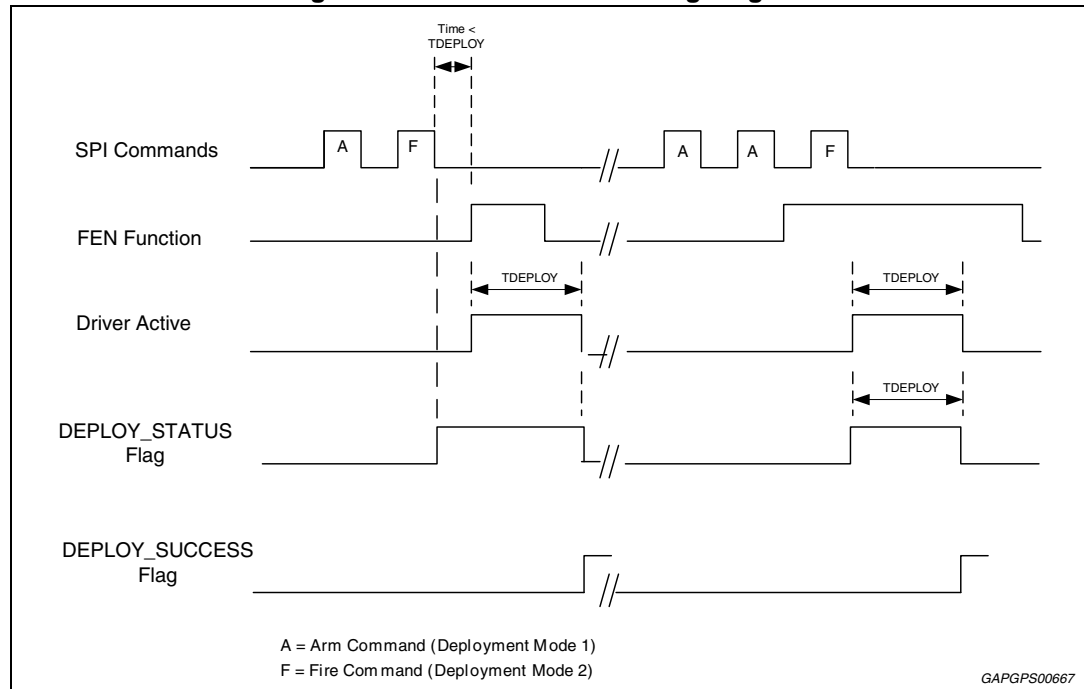 Time <
TDEPLOY
SPI Commands
A
F
A
A
F
FEN Function
TDEPLOY
TDEPLOY
Driver Active
TDEPLOY
DEPLOY_STATUS
Flag
DEPLOY_SUCCESS
Flag
A = Arm Command (Deployment Mode 1)
F = Fire Command (Deployment Mode 2)
GAPGPS00667